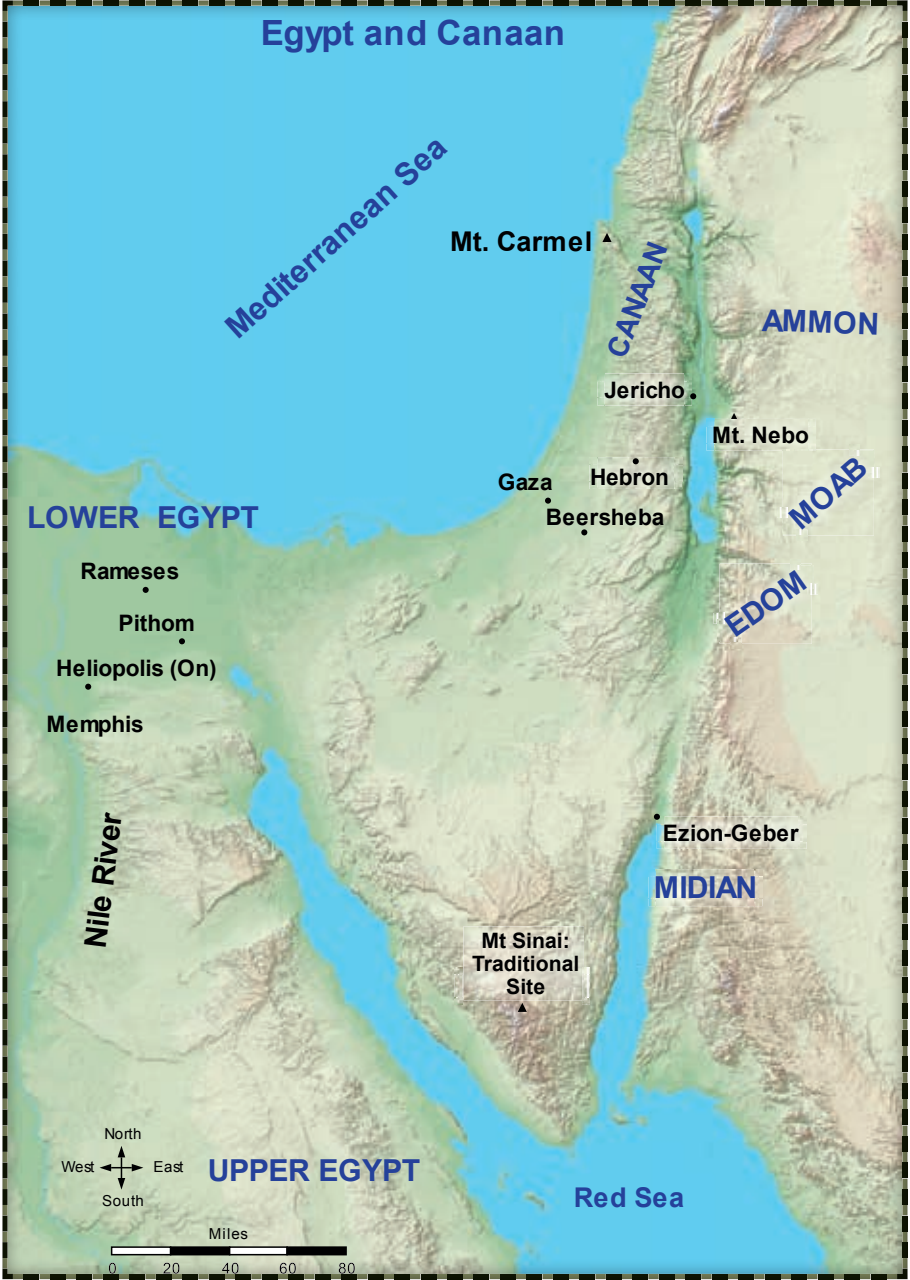 Egypt and Canaan
Mediterranean Sea
Mt. Carmel
CANAAN
AMMON
Jericho
Mt. Nebo
Hebron
MOAB
Gaza
Beersheba
LOWER EGYPT
Rameses
EDOM
Pithom
Heliopolis (On)
Memphis
Ezion-Geber
Nile River
MIDIAN
Mt Sinai:
Traditional
Site
North
West
East
South
UPPER EGYPT
Red Sea
Miles
0 20 40 60 80